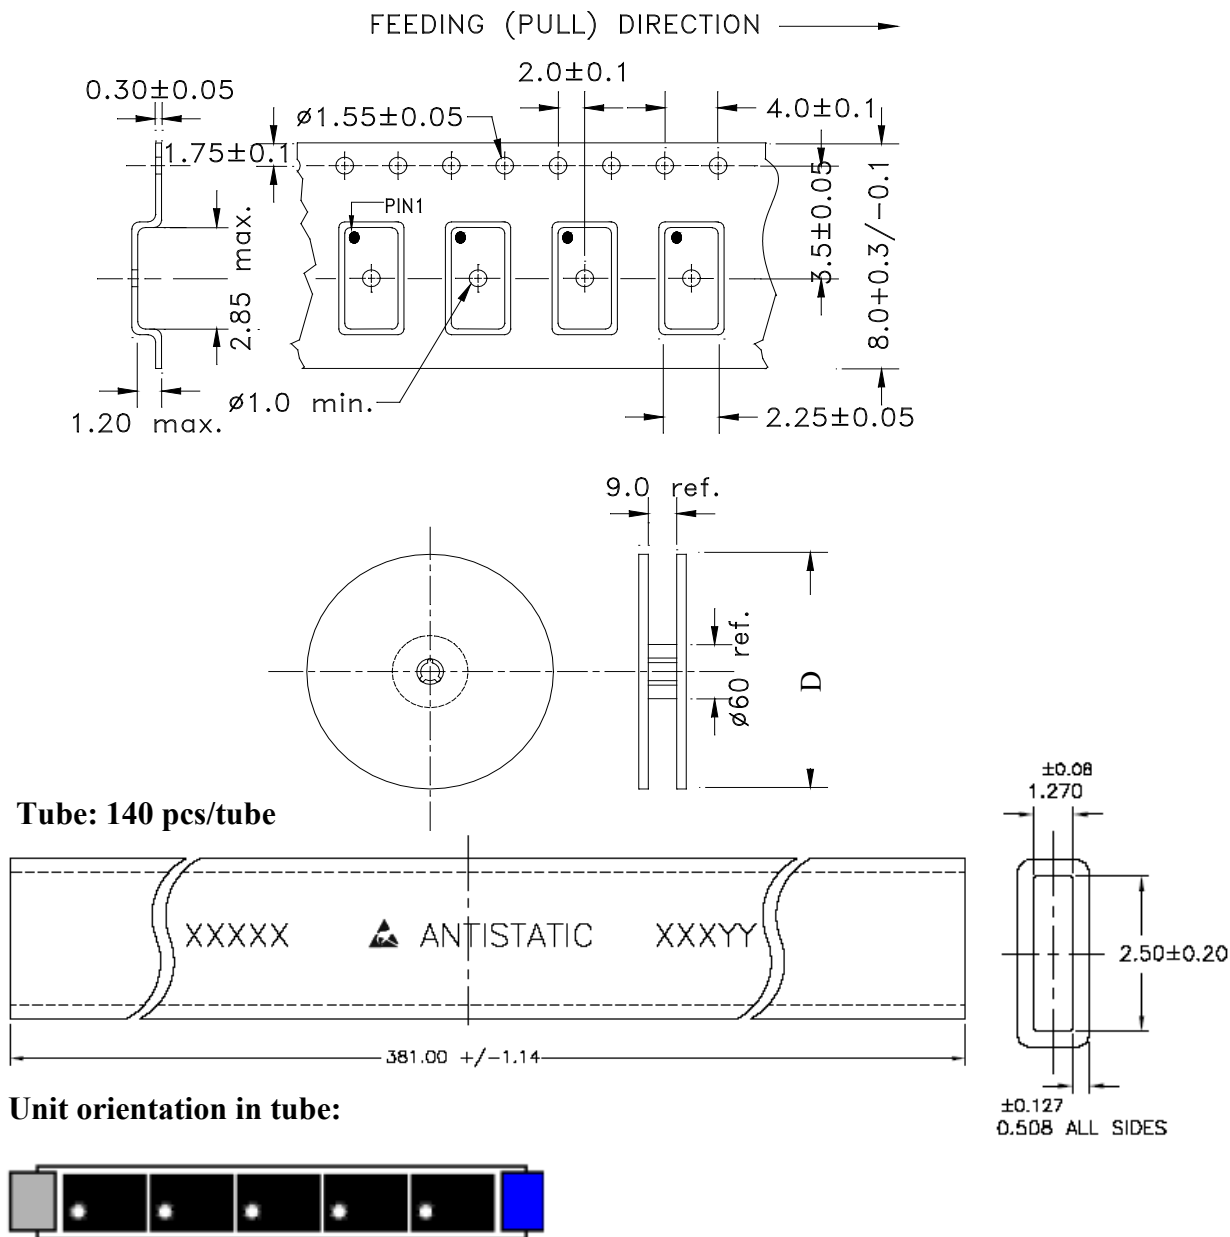 FEEDING (PULL) DIRECTION
2.0±0.1
0.30±0.05
4.0±0.1
ø1.55±0.05
1.75±0.1
PIN1
3.5±0.05
8.0+0.3/-0.1
2.85 max.
ø1.0 min.
1.20 max.
2.25±0.05
9.0 ref.
ø60 ref.
D
Tube: 140 pcs/tube
±0.08
1.270
XXXXX ANTISTATIC XXXYY
2.50±0.20
381.00 +/-1.14
Unit orientation in tube:
±0.127
0.508 ALL SIDES